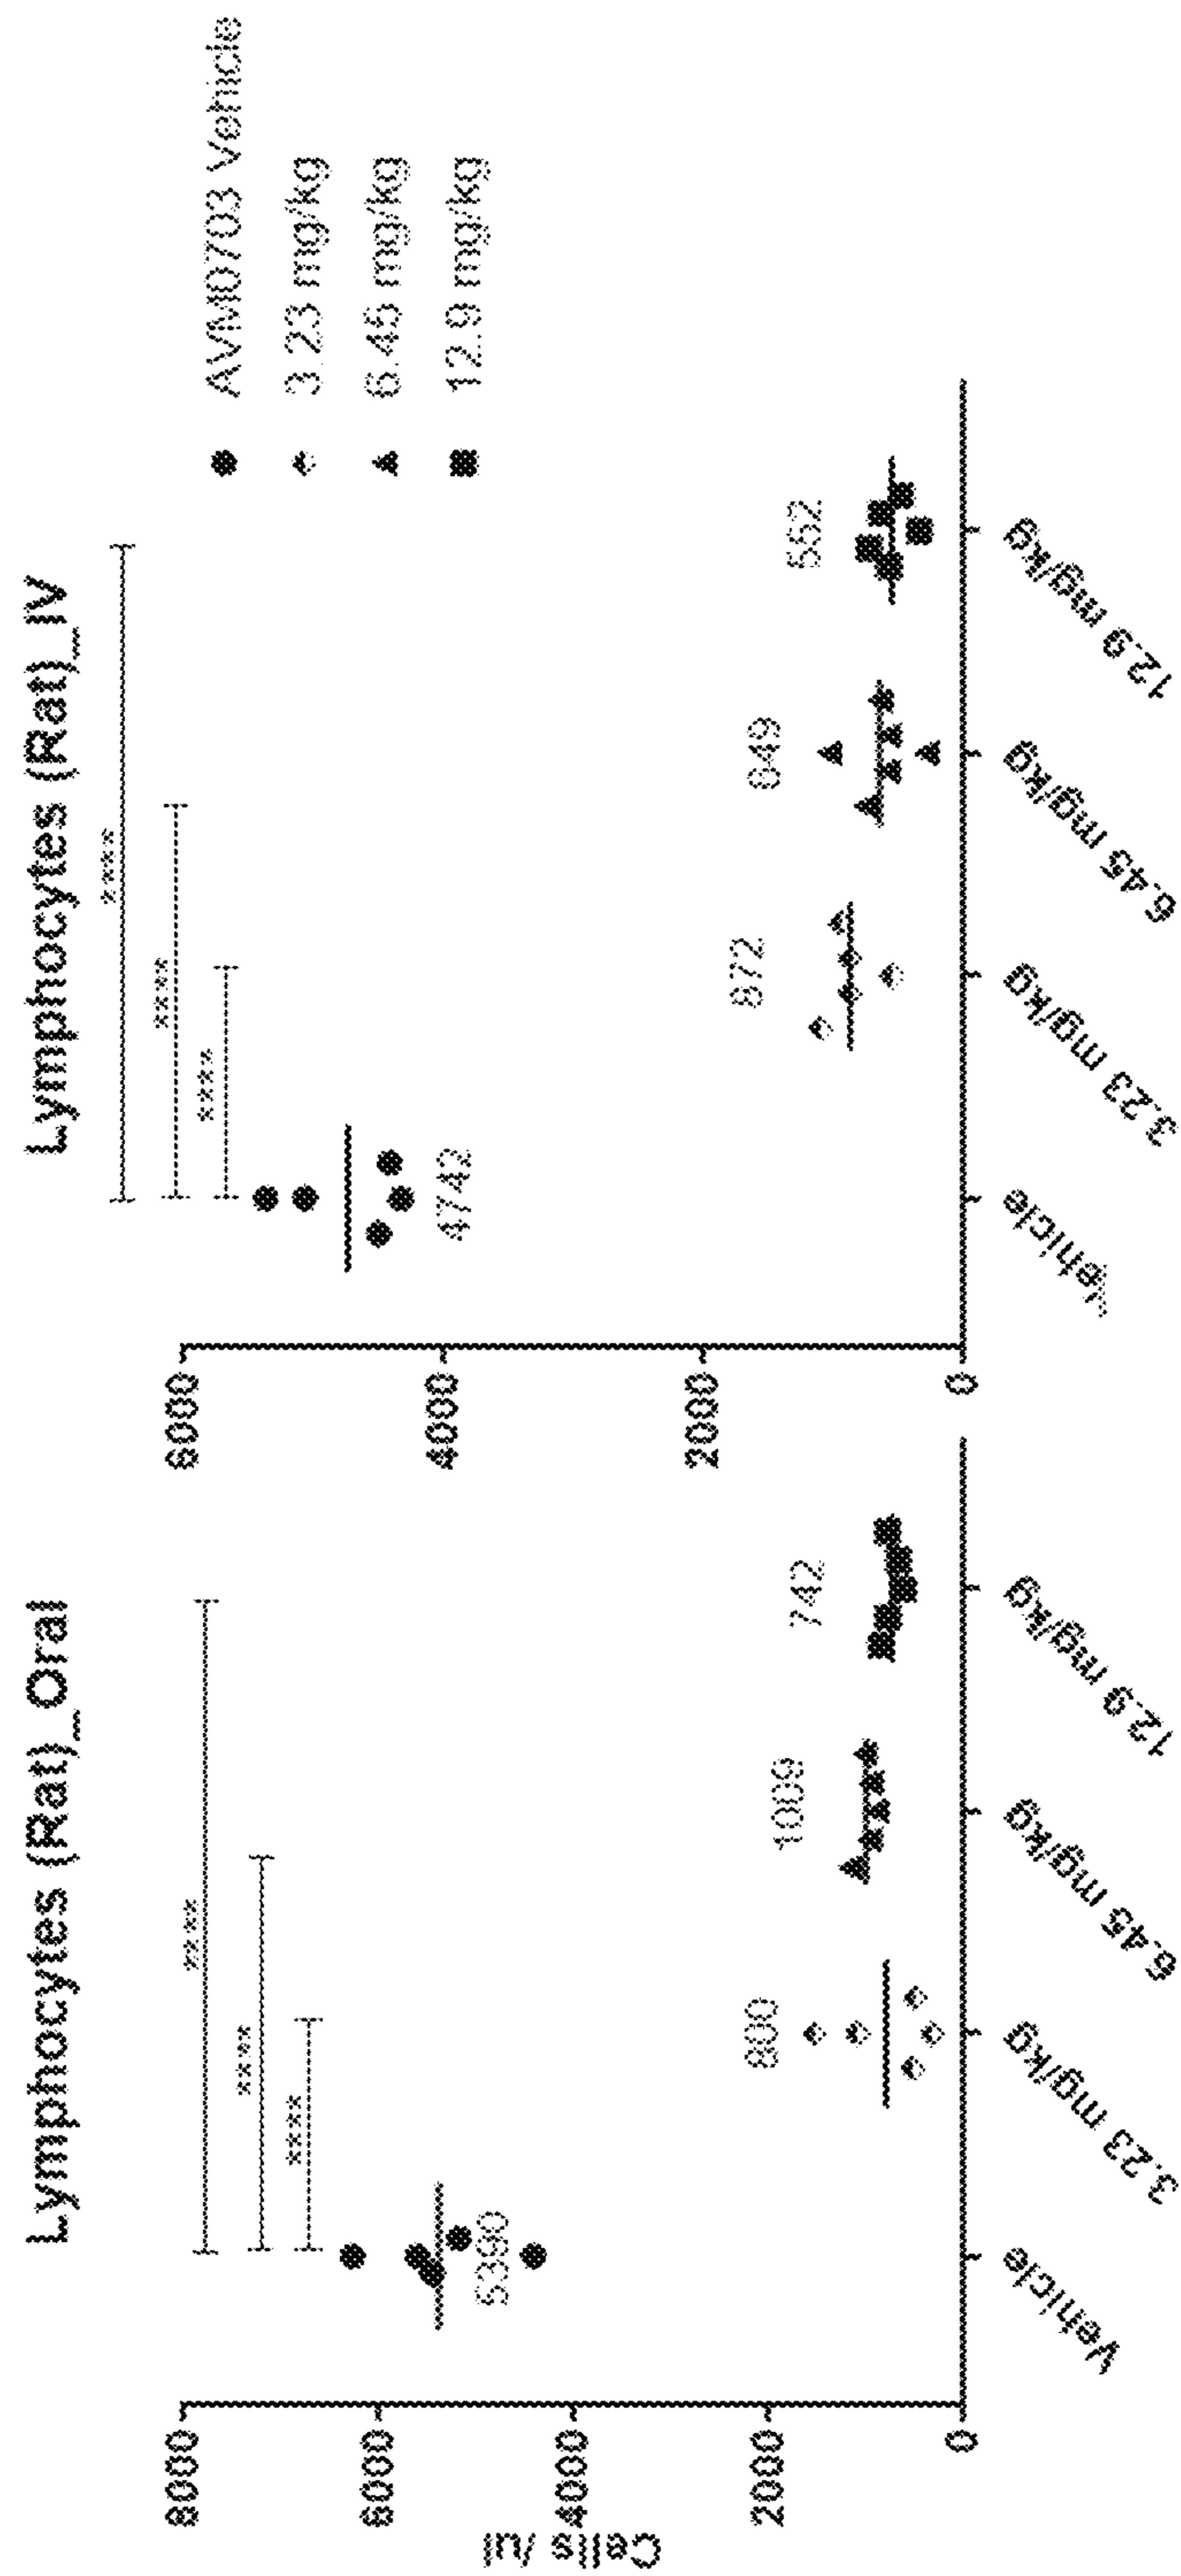 Lymphocytes (Rat)_Oral
****
****
****
Cells /ul
8000
6000
4000
2000
0
5390
800
1009
742
Vehicle
3.23 mg/kg
6.45 mg/kg
12.9 mg/kg
Lymphocytes (Rat)_IV
****
****
****
6000
4000
2000
0
4742
872
649
552
Vehicle
3.23 mg/kg
6.45 mg/kg
12.9 mg/kg
AVM0703 Vehicle
3.23 mg/kg
6.45 mg/kg
12.9 mg/kg